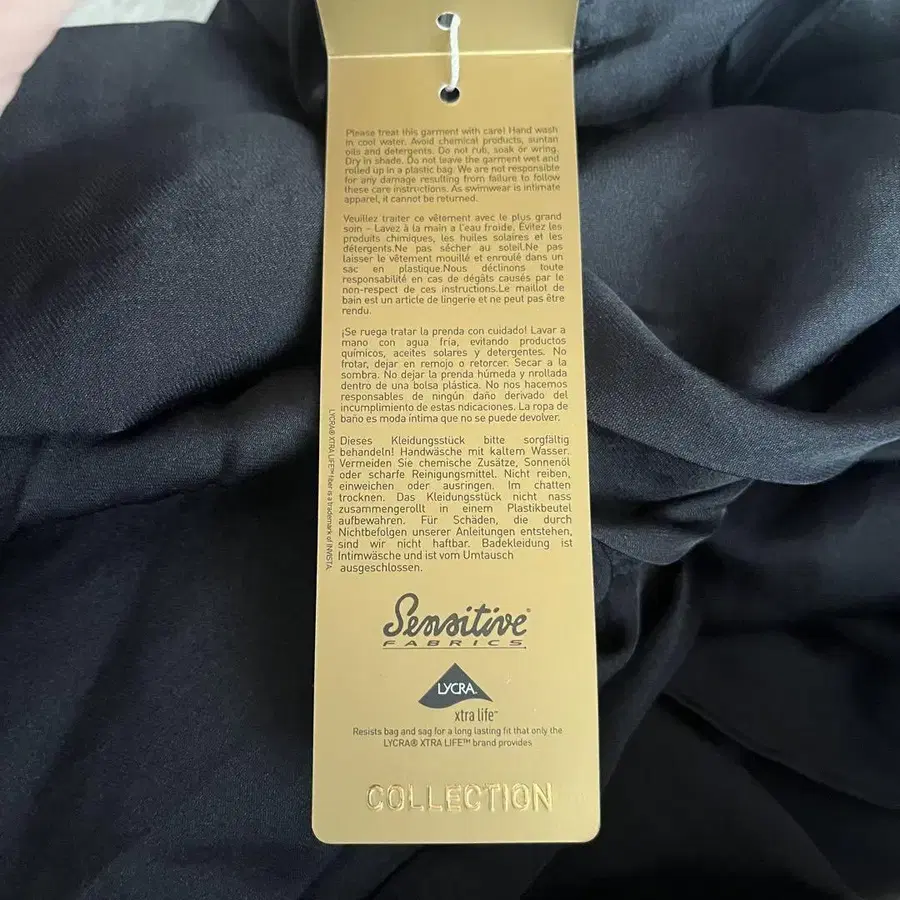 Please treat this garment with care! Hand wash
in cool water. Avoid chemical products, suntan
oils and detergents. Do not rub, soak or wring.
Dry in shade. Do not leave the garment wet and
rolled up in a plastic bag. We are not responsible
for any damage resulting from failure to follow
these care instructions. As swimwear is intimate
apparel, it cannot be returned.
Veuillez traiter ce vêtement avec le plus grand
soin – Lavez à la main a l'eau froide, Évitez les
produits chimiques, les huiles solaires et les
détergents.Ne pas sécher au soleil.Ne pas
laisser le vêtement mouillé et enroulé dans un
sac en plastique.Nous déclinons toute
responsabilité en cas de dégâts causés par le
non-respect de ces instructions.Le maillot de
bain est un article de lingerie et ne peut pas être
rendu.
¡Se ruega tratar la prenda con cuidado! Lavar a
mano con agua fría, evitando productos
químicos, aceites solares y detergentes. No
frotar, dejar en remojo o retorcer. Secar a la
sombra. No dejar la prenda húmeda y nrollada
dentro de una bolsa plástica. No nos hacemos
responsables de ningún daño derivado del
incumplimiento de estas ndicaciones. La ropa de
baño es moda íntima que no se puede devolver.
Dieses Kleidungsstück bitte sorgfältig
behandeln! Handwäsche mit kaltem Wasser.
Vermeiden Sie chemische Zusätze, Sonnenöl
oder scharfe Reinigungsmittel. Nicht reiben,
einweichen oder ausringen. Im chatten
trocknen. Das Kleidungsstück nicht nass
zusammengerollt in einem Plastikbeutel
aufbewahren. Für Schäden, die durch
Nichtbefolgen unserer Anleitungen entstehen,
sind wir nicht haftbar. Badekleidung ist
Intimwäsche und ist vom Umtausch
ausgeschlossen.
LYCRA® XTRA LIFE™ fiber is a trademark of INVISTA.
Sensitive®
FABRICS
LYCRA
xtra life™
Resists bag and sag for a long lasting fit that only the
LYCRA® XTRA LIFE™ brand provides
COLLECTION